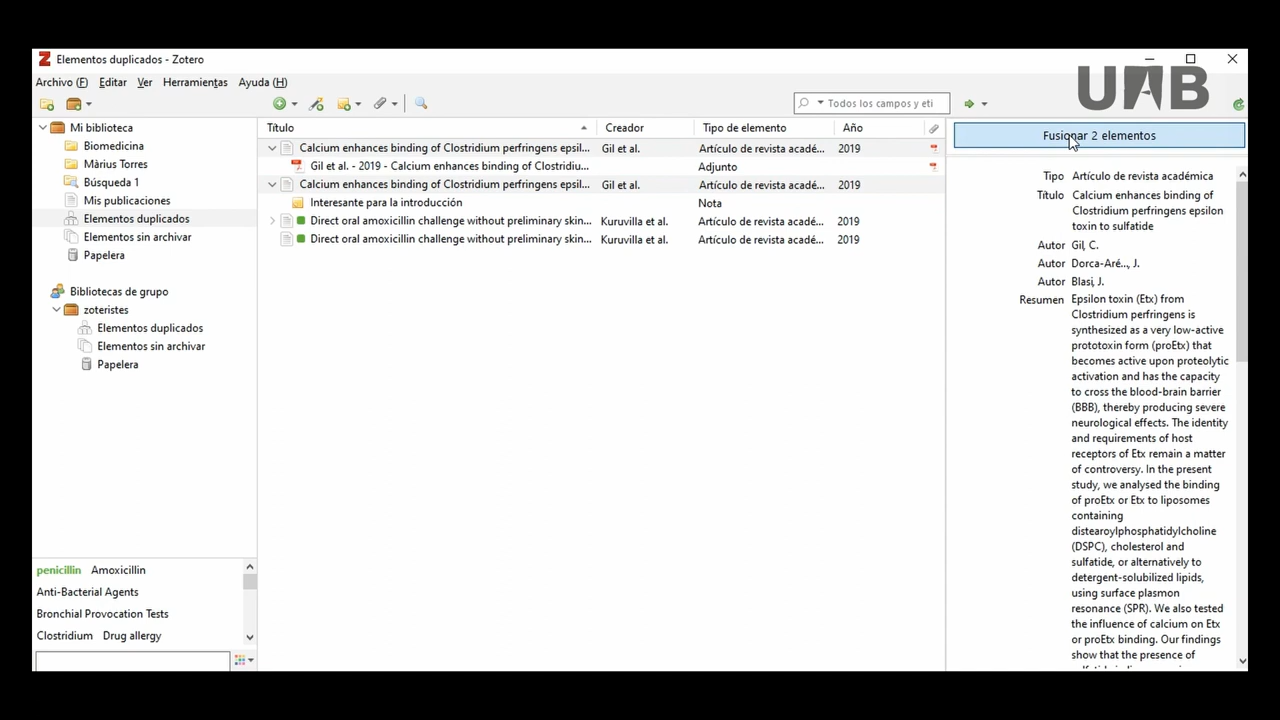 Elementos duplicados - Zotero
UAB
Archivo (F) Editar Ver Herramientas Ayuda (H)
Todos los campos y eti
Mi biblioteca
Biomedicina
Màrius Torres
Búsqueda 1
Mis publicaciones
Elementos duplicados
Elementos sin archivar
Papelera
Bibliotecas de grupo
zoteristes
Elementos duplicados
Elementos sin archivar
Papelera
penicillin Amoxicillin
Anti-Bacterial Agents
Bronchial Provocation Tests
Clostridium Drug allergy
Título Creador Tipo de elemento Año
Calcium enhances binding of Clostridium perfringens epsil... Gil et al. Artículo de revista acadé... 2019
Gil et al. - 2019 - Calcium enhances binding of Clostridiu... Adjunto
Calcium enhances binding of Clostridium perfringens epsil... Gil et al. Artículo de revista acadé... 2019
Interesante para la introducción Nota
Direct oral amoxicillin challenge without preliminary skin... Kuruvilla et al. Artículo de revista acadé... 2019
Direct oral amoxicillin challenge without preliminary skin... Kuruvilla et al. Artículo de revista acadé... 2019
Fusionar 2 elementos
Tipo Artículo de revista académica
Título Calcium enhances binding of
Clostridium perfringens epsilon
toxin to sulfatide
Autor Gil, C.
Autor Dorca-Aré..., J.
Autor Blasi, J.
Resumen Epsilon toxin (Etx) from
Clostridium perfringens is
synthesized as a very low-active
prototoxin form (proEtx) that
becomes active upon proteolytic
activation and has the capacity
to cross the blood-brain barrier
(BBB), thereby producing severe
neurological effects. The identity
and requirements of host
receptors of Etx remain a matter
of controversy. In the present
study, we analysed the binding
of proEtx or Etx to liposomes
containing
distearoylphosphatidylcholine
(DSPC), cholesterol and
sulfatide, or alternatively to
detergent-solubilized lipids,
using surface plasmon
resonance (SPR). We also tested
the influence of calcium on Etx
or proEtx binding. Our findings
show that the presence of